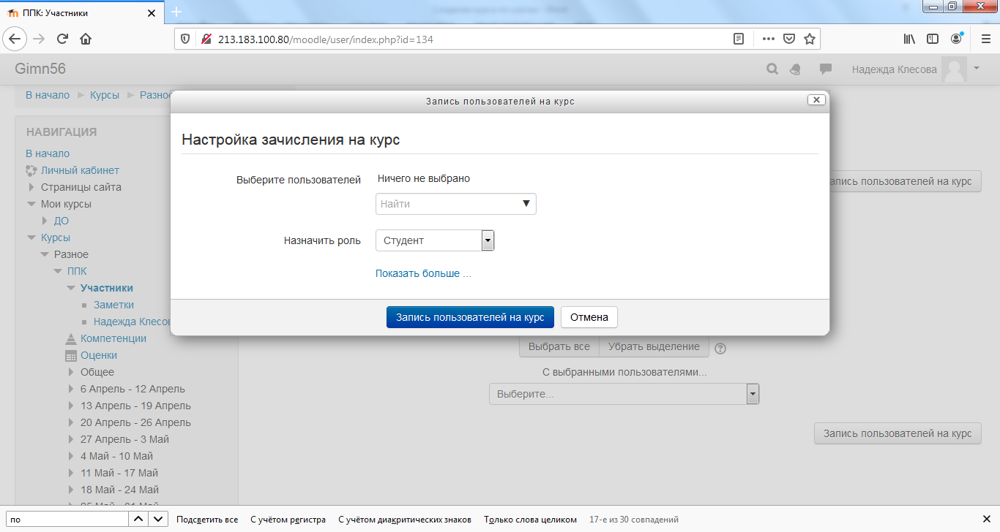 ППК: Участники
213.183.100.80/moodle/user/index.php?id=134
Gimn56
Надежда Клесова
В начало Курсы Разное
Запись пользователей на курс
НАВИГАЦИЯ
В начало
Личный кабинет
Страницы сайта
Мои курсы
ДО
Курсы
Разное
ППК
Участники
Заметки
Надежда Клесов
Компетенции
Оценки
Общее
6 Апрель - 12 Апрель
13 Апрель - 19 Апрель
20 Апрель - 26 Апрель
27 Апрель - 3 Май
4 Май - 10 Май
11 Май - 17 Май
18 Май - 24 Май
Настройка зачисления на курс
Выберите пользователей Ничего не выбрано
Найти
Назначить роль Студент
Показать больше ...
Запись пользователей на курс Отмена
пись пользователей на курс
Выбрать все Убрать выделение
С выбранными пользователями...
Выберите...
Запись пользователей на курс
по Подсветить все С учётом регистра С учётом диакритических знаков Только слова целиком 17-е из 30 совпадений